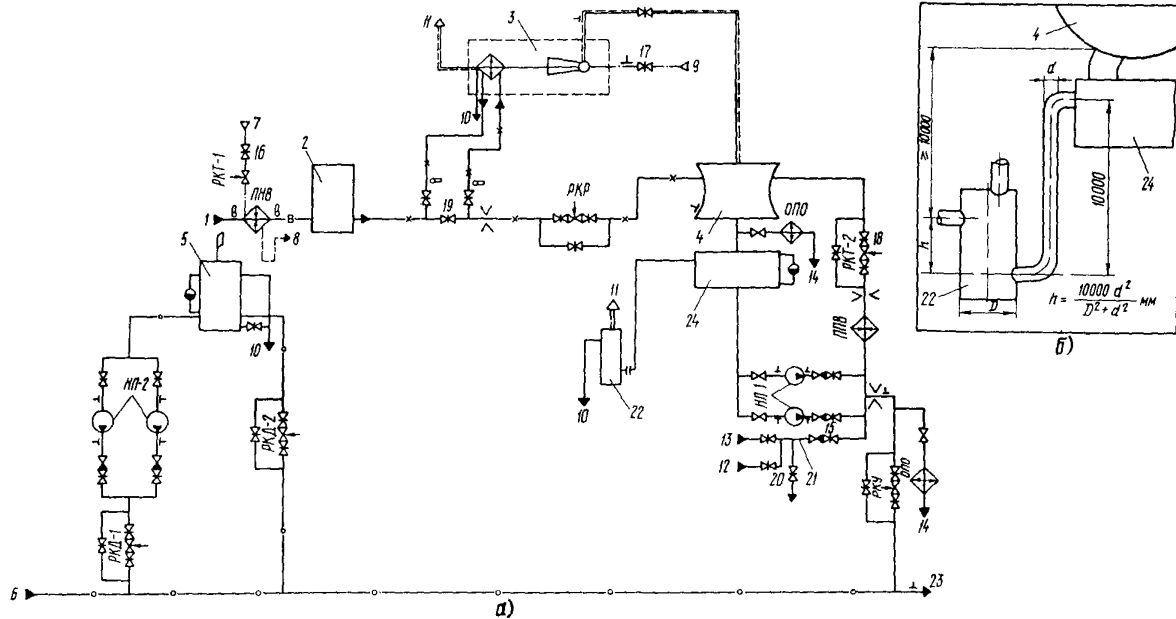 11
3
17
9
10
7
16
РКТ-1
ПНВ
2
1
в
в
в
8
19
РКР
4
ОПО
14
РКТ-2
18
5
10
11
24
ППВ
10
22
НП-2
РКД-2
НП 1
13
12
15
20
21
РКУ
ОПО
14
РКД-1
6
23
а)
4
d
≥10000
24
10000
h
22
D
h = 10000 d² / D² + d² мм
б)